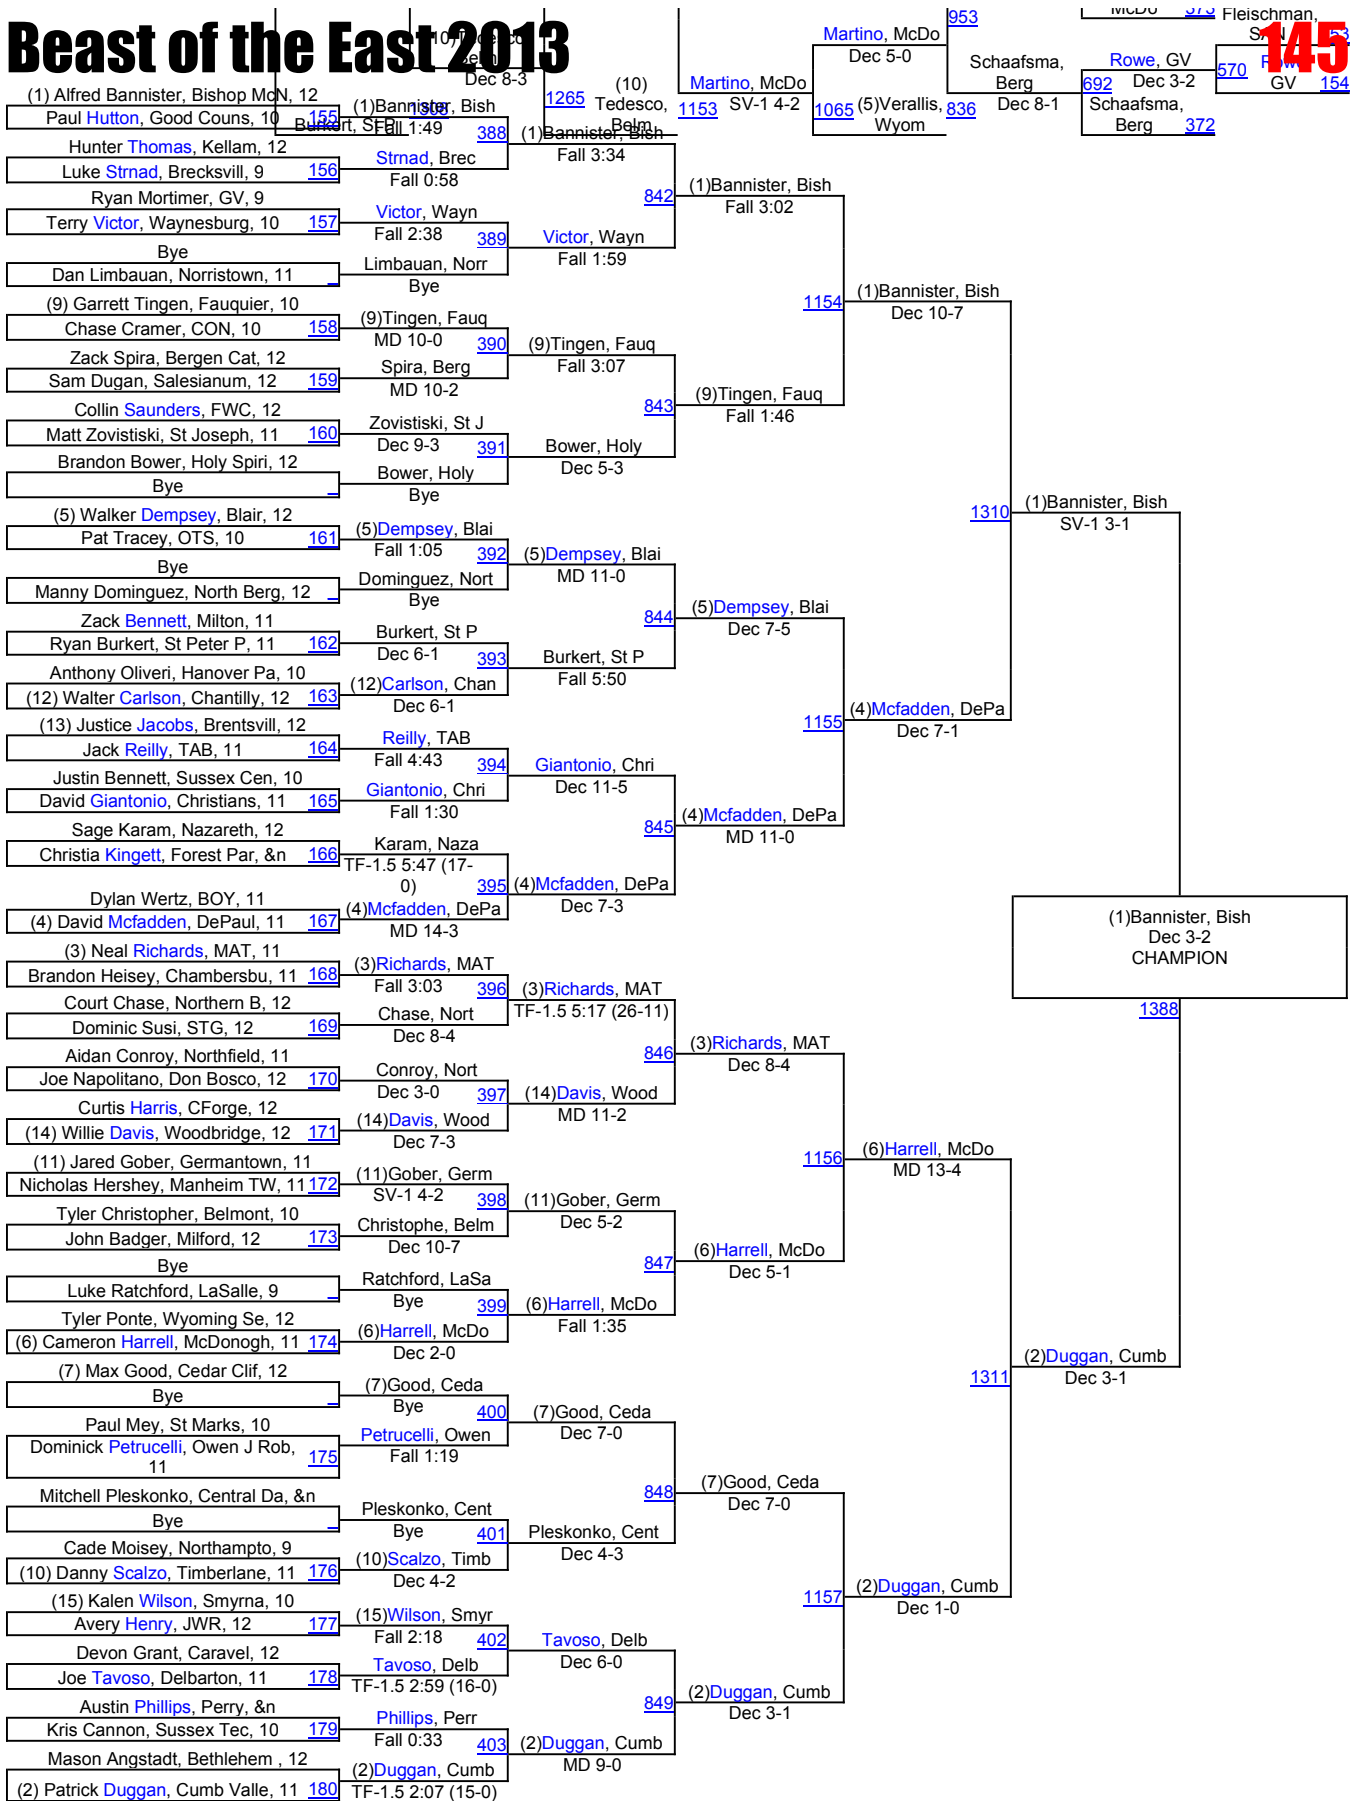 Beast of the East 2013
145
Dec 8-3
1265
(10)
Tedesco,
Belm
Martino, McDo
SV-1 4-2
1153
Martino, McDo
Dec 5-0
1065
(5)Verallis,
Wyom
836
953
Schaafsma,
Berg
Dec 8-1
Rowe, GV
Dec 3-2
692
Schaafsma,
Berg
372
570
Fleischman,
GV
154
(1) Alfred Bannister, Bishop McN, 12
Paul Hutton, Good Couns, 10
155
Hunter Thomas, Kellam, 12
Luke Strnad, Brecksvill, 9
156
Ryan Mortimer, GV, 9
Terry Victor, Waynesburg, 10
157
Bye
Dan Limbauan, Norristown, 11
(9) Garrett Tingen, Fauquier, 10
Chase Cramer, CON, 10
158
Zack Spira, Bergen Cat, 12
Sam Dugan, Salesianum, 12
159
Collin Saunders, FWC, 12
Matt Zovistiski, St Joseph, 11
160
Brandon Bower, Holy Spiri, 12
Bye
(5) Walker Dempsey, Blair, 12
Pat Tracey, OTS, 10
161
Bye
Manny Dominguez, North Berg, 12
Zack Bennett, Milton, 11
Ryan Burkert, St Peter P, 11
162
Anthony Oliveri, Hanover Pa, 10
(12) Walter Carlson, Chantilly, 12
163
(13) Justice Jacobs, Brentsvill, 12
Jack Reilly, TAB, 11
164
Justin Bennett, Sussex Cen, 10
David Giantonio, Christians, 11
165
Sage Karam, Nazareth, 12
Christia Kingett, Forest Par, &n
166
Dylan Wertz, BOY, 11
(4) David Mcfadden, DePaul, 11
167
(3) Neal Richards, MAT, 11
Brandon Heisey, Chambersbu, 11
168
Court Chase, Northern B, 12
Dominic Susi, STG, 12
169
Aidan Conroy, Northfield, 11
Joe Napolitano, Don Bosco, 12
170
Curtis Harris, CForge, 12
(14) Willie Davis, Woodbridge, 12
171
(11) Jared Gober, Germantown, 11
Nicholas Hershey, Manheim TW, 11
172
Tyler Christopher, Belmont, 10
John Badger, Milford, 12
173
Bye
Luke Ratchford, LaSalle, 9
Tyler Ponte, Wyoming Se, 12
(6) Cameron Harrell, McDonogh, 11
174
(7) Max Good, Cedar Clif, 12
Bye
Paul Mey, St Marks, 10
Dominick Petrucelli, Owen J Rob,
11
175
Mitchell Pleskonko, Central Da, &n
Bye
Cade Moisey, Northampto, 9
(10) Danny Scalzo, Timberlane, 11
176
(15) Kalen Wilson, Smyrna, 10
Avery Henry, JWR, 12
177
Devon Grant, Caravel, 12
Joe Tavoso, Delbarton, 11
178
Austin Phillips, Perry, &n
Kris Cannon, Sussex Tec, 10
179
Mason Angstadt, Bethlehem , 12
(2) Patrick Duggan, Cumb Valle, 11
180
(1)Bannister, Bish
Fall 1:49
388
Strnad, Brec
Fall 0:58
Victor, Wayn
Fall 2:38
389
Limbauan, Norr
Bye
(9)Tingen, Fauq
MD 10-0
390
Spira, Berg
MD 10-2
Zovistiski, St J
Dec 9-3
391
Bower, Holy
Bye
(5)Dempsey, Blai
Fall 1:05
392
Dominguez, Nort
Bye
Burkert, St P
Dec 6-1
393
(12)Carlson, Chan
Dec 6-1
Reilly, TAB
Fall 4:43
394
Giantonio, Chri
Fall 1:30
Karam, Naza
TF-1.5 5:47 (17-
0)
395
(4)Mcfadden, DePa
MD 14-3
(3)Richards, MAT
Fall 3:03
396
Chase, Nort
Dec 8-4
Conroy, Nort
Dec 3-0
397
(14)Davis, Wood
Dec 7-3
(11)Gober, Germ
SV-1 4-2
398
Christophe, Belm
Dec 10-7
Ratchford, LaSa
Bye
399
(6)Harrell, McDo
Dec 2-0
(7)Good, Ceda
Bye
400
Petrucelli, Owen
Fall 1:19
Pleskonko, Cent
Bye
401
(10)Scalzo, Timb
Dec 4-2
(15)Wilson, Smyr
Fall 2:18
402
Tavoso, Delb
TF-1.5 2:59 (16-0)
Phillips, Perr
Fall 0:33
403
(2)Duggan, Cumb
TF-1.5 2:07 (15-0)
(1)Bannister, Bish
Fall 3:34
842
Victor, Wayn
Fall 1:59
(9)Tingen, Fauq
Fall 3:07
843
Bower, Holy
Dec 5-3
(5)Dempsey, Blai
MD 11-0
844
Burkert, St P
Fall 5:50
Giantonio, Chri
Dec 11-5
845
(4)Mcfadden, DePa
Dec 7-3
(3)Richards, MAT
TF-1.5 5:17 (26-11)
846
(14)Davis, Wood
MD 11-2
(11)Gober, Germ
Dec 5-2
847
(6)Harrell, McDo
Fall 1:35
(7)Good, Ceda
Dec 7-0
848
Pleskonko, Cent
Dec 4-3
Tavoso, Delb
Dec 6-0
849
(2)Duggan, Cumb
MD 9-0
(1)Bannister, Bish
Fall 3:02
1154
(9)Tingen, Fauq
Fall 1:46
(5)Dempsey, Blai
Dec 7-5
1155
(4)Mcfadden, DePa
MD 11-0
(3)Richards, MAT
Dec 8-4
1156
(6)Harrell, McDo
Dec 5-1
(7)Good, Ceda
Dec 7-0
1157
(2)Duggan, Cumb
Dec 3-1
(1)Bannister, Bish
Dec 10-7
1310
(4)Mcfadden, DePa
Dec 7-1
(6)Harrell, McDo
MD 13-4
1311
(2)Duggan, Cumb
Dec 1-0
(1)Bannister, Bish
SV-1 3-1
(2)Duggan, Cumb
Dec 3-1
(1)Bannister, Bish
Dec 3-2
CHAMPION
1388